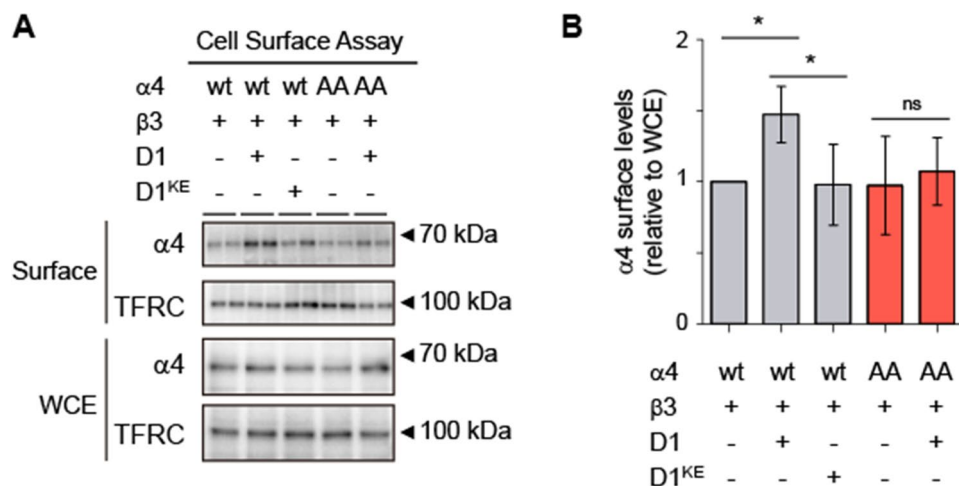 A
Cell Surface Assay
α4 wt wt wt AA AA
β3 + + + + +
D1 - + - - +
D1KE - - + - -
Surface
α4
◄ 70 kDa
TFRC
◄ 100 kDa
WCE
α4
◄ 70 kDa
TFRC
◄ 100 kDa
B
α4 surface levels
(relative to WCE)
2
1
0
*
*
ns
α4 wt wt wt AA AA
β3 + + + + +
D1 - + - - +
D1KE - - + - -